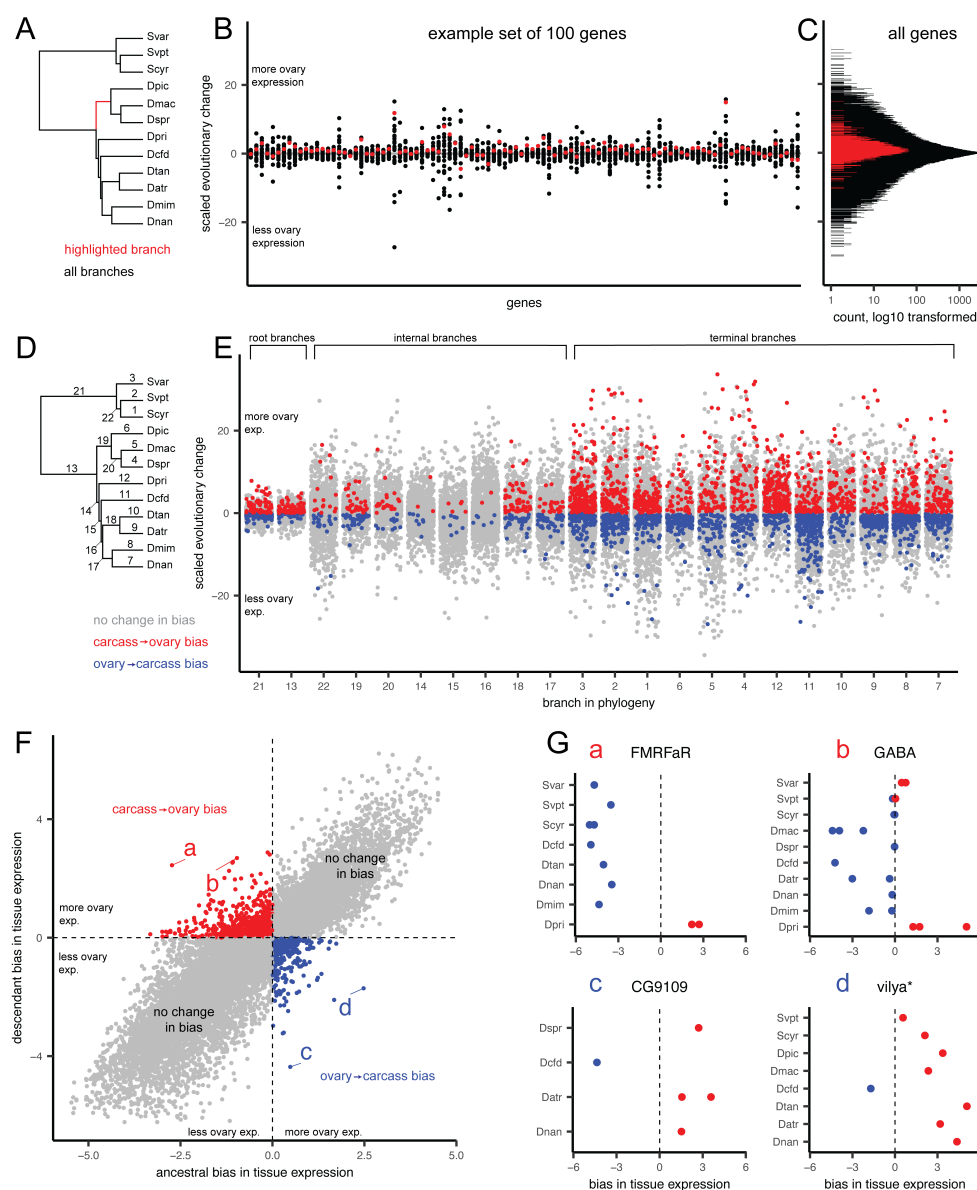 A
Svar
Svpt
Scyr
Dpic
Dmac
Dspr
Dpri
Dcfd
Dtan
Datr
Dmim
Dnan
highlighted branch
all branches
B
example set of 100 genes
scaled evolutionary change
more ovary
expression
less ovary
expression
20
0
−20
genes
C
all genes
1
10
100
1000
count, log10 transformed
D
21
3
Svar
2
Svpt
22
1
Scyr
6
Dpic
19
5
Dmac
20
4
Dspr
13
12
Dpri
11
Dcfd
14
10
Dtan
18
15
9
Datr
16
8
Dmim
17
7
Dnan
no change in bias
carcass→ovary bias
ovary→carcass bias
E
root branches
internal branches
terminal branches
scaled evolutionary change
more ovary
exp.
less ovary
exp.
20
0
−20
21 13 22 19 20 14 15 16 18 17 3 2 1 6 5 4 12 11 10 9 8 7
branch in phylogeny
F
descendant bias in tissue expression
carcass→ovary bias
a
b
no change
in bias
more ovary
exp.
less ovary
exp.
no change
in bias
d
c
ovary→carcass bias
4
0
−4
less ovary exp.
more ovary exp.
−5.0 −2.5 0.0 2.5 5.0
ancestral bias in tissue expression
G
a FMRFaR
Svar
Svpt
Scyr
Dcfd
Dtan
Dnan
Dmim
Dpri
−6 −3 0 3 6
b GABA
Svar
Svpt
Scyr
Dmac
Dspr
Dcfd
Datr
Dnan
Dmim
Dpri
−6 −3 0 3 6
c CG9109
Dspr
Dcfd
Datr
Dnan
−6 −3 0 3 6
bias in tissue expression
d vilya*
Svpt
Scyr
Dpic
Dmac
Dcfd
Dtan
Datr
Dnan
−6 −3 0 3 6
bias in tissue expression